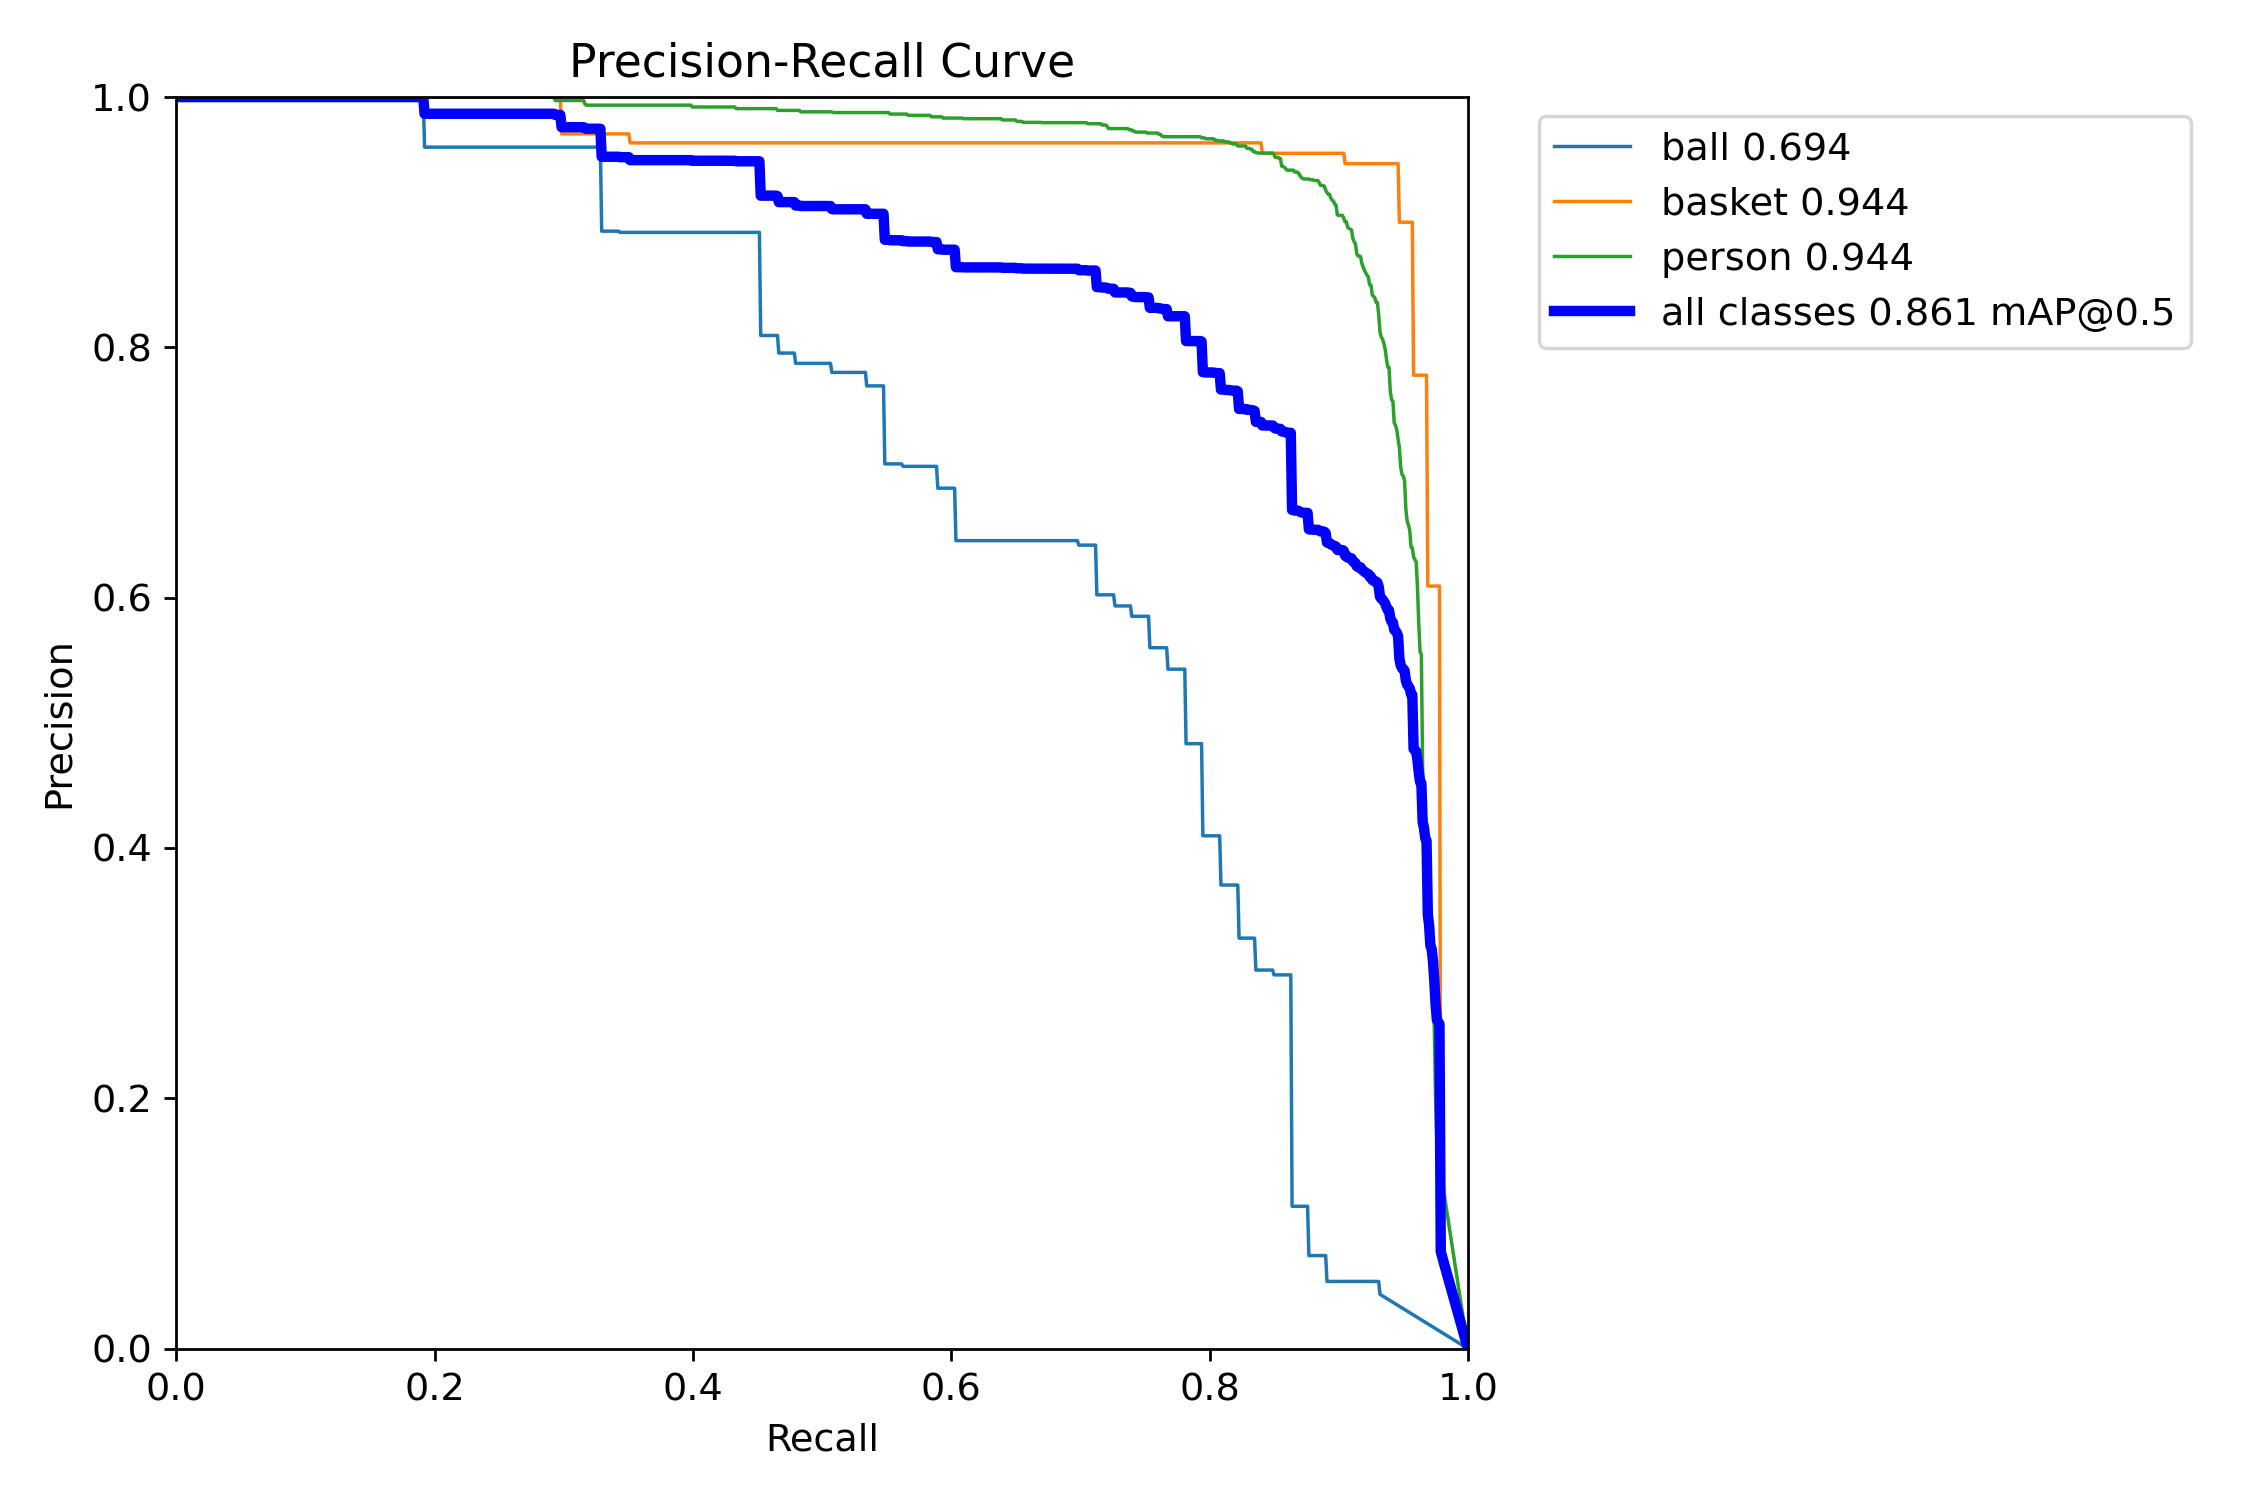 Precision-Recall Curve
1.0
0.8
0.6
0.4
0.2
0.0
Precision
0.0 0.2 0.4 0.6 0.8 1.0
Recall
ball 0.694
basket 0.944
person 0.944
all classes 0.861 mAP@0.5